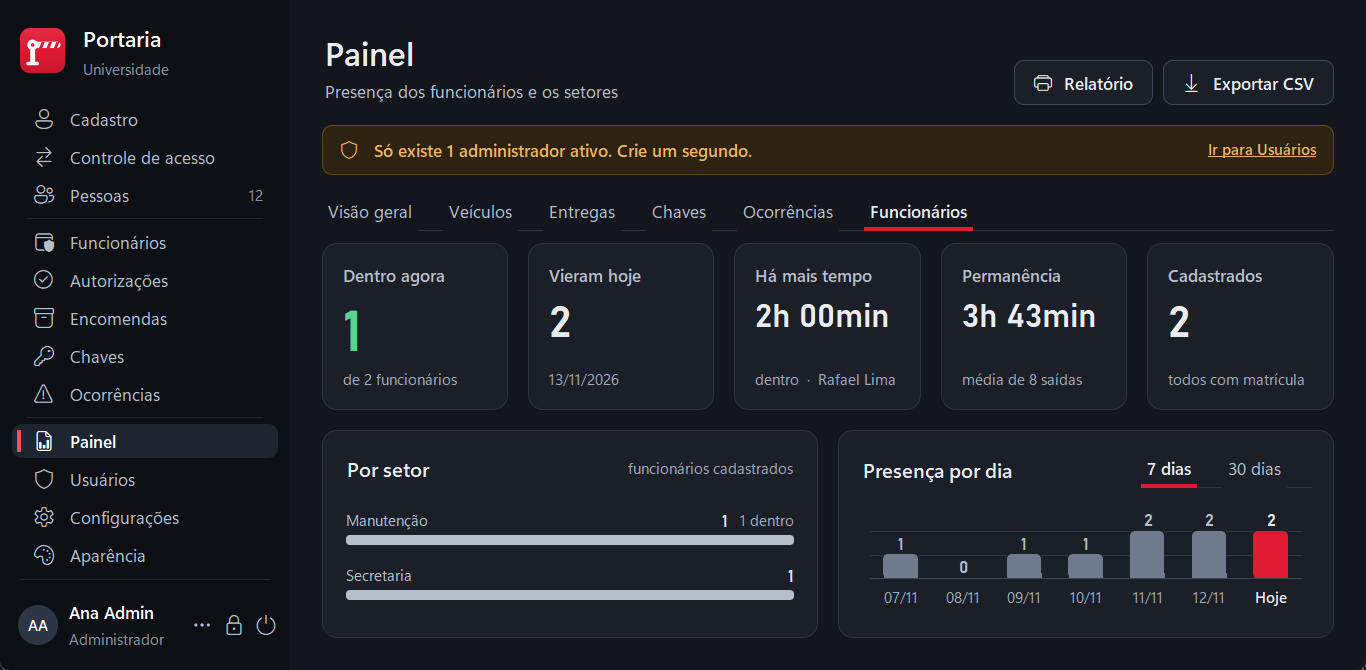 Portaria
Universidade
Cadastro
Controle de acesso
Pessoas 12
Funcionários
Autorizações
Encomendas
Chaves
Ocorrências
Painel
Usuários
Configurações
Aparência
AA
Ana Admin
Administrador
Painel
Presença dos funcionários e os setores
Relatório
Exportar CSV
Só existe 1 administrador ativo. Crie um segundo. Ir para Usuários
Visão geral Veículos Entregas Chaves Ocorrências Funcionários
Dentro agora
1
de 2 funcionários
Vieram hoje
2
13/11/2026
Há mais tempo
2h 00min
dentro · Rafael Lima
Permanência
3h 43min
média de 8 saídas
Cadastrados
2
todos com matrícula
Por setor funcionários cadastrados
Manutenção 1 1 dentro
Secretaria 1
Presença por dia 7 dias 30 dias
1 0 1 1 2 2 2
07/11 08/11 09/11 10/11 11/11 12/11 Hoje